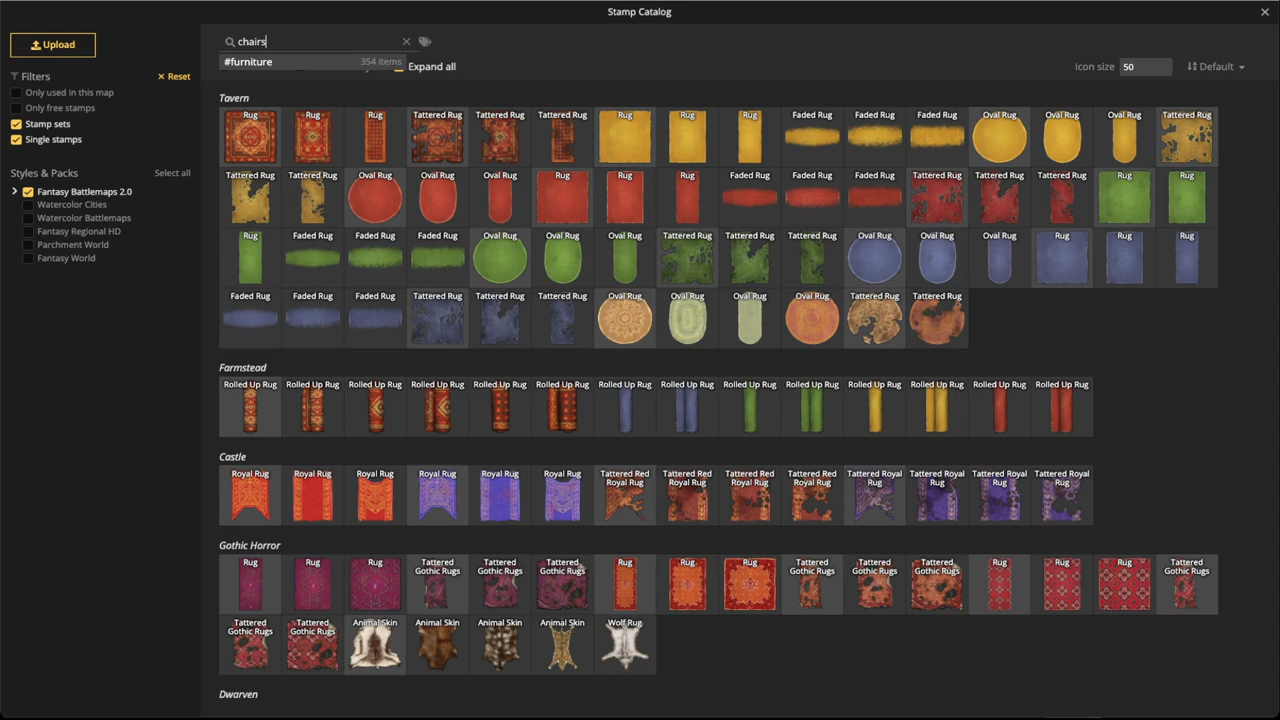 Stamp Catalog
Upload
chairs
#furniture 354 items
Expand all
Icon size 50 Default
Filters Reset
Only used in this map
Only free stamps
Stamp sets
Single stamps
Styles & Packs Select all
Fantasy Battlemaps 2.0
Watercolor Cities
Watercolor Battlemaps
Fantasy Regional HD
Parchment World
Fantasy World
Tavern
Rug Rug Rug Tattered Rug Tattered Rug Tattered Rug Rug Rug Rug Faded Rug Faded Rug Faded Rug Oval Rug Oval Rug Oval Rug Tattered Rug
Tattered Rug Tattered Rug Oval Rug Oval Rug Oval Rug Rug Rug Rug Faded Rug Faded Rug Faded Rug Tattered Rug Tattered Rug Tattered Rug Rug Rug
Rug Faded Rug Faded Rug Faded Rug Oval Rug Oval Rug Oval Rug Tattered Rug Tattered Rug Tattered Rug Oval Rug Oval Rug Oval Rug Rug Rug Rug
Faded Rug Faded Rug Faded Rug Tattered Rug Tattered Rug Tattered Rug Oval Rug Oval Rug Oval Rug Oval Rug Tattered Rug Tattered Rug
Farmstead
Rolled Up Rug Rolled Up Rug Rolled Up Rug Rolled Up Rug Rolled Up Rug Rolled Up Rug Rolled Up Rug Rolled Up Rug Rolled Up Rug Rolled Up Rug Rolled Up Rug Rolled Up Rug Rolled Up Rug Rolled Up Rug
Castle
Royal Rug Royal Rug Royal Rug Royal Rug Royal Rug Royal Rug Tattered Red Tattered Red Tattered Red Tattered Red Tattered Royal Tattered Royal Tattered Royal Tattered Royal
Royal Rug Royal Rug Royal Rug Royal Rug Rug Rug Rug Rug
Gothic Horror
Rug Rug Rug Tattered Tattered Tattered Rug Rug Rug Tattered Tattered Tattered Rug Rug Rug Tattered
Gothic Rugs Gothic Rugs Gothic Rugs Gothic Rugs Gothic Rugs Gothic Rugs Gothic Rugs
Tattered Tattered Animal Skin Animal Skin Animal Skin Animal Skin Wolf Rug
Gothic Rugs Gothic Rugs
Dwarven